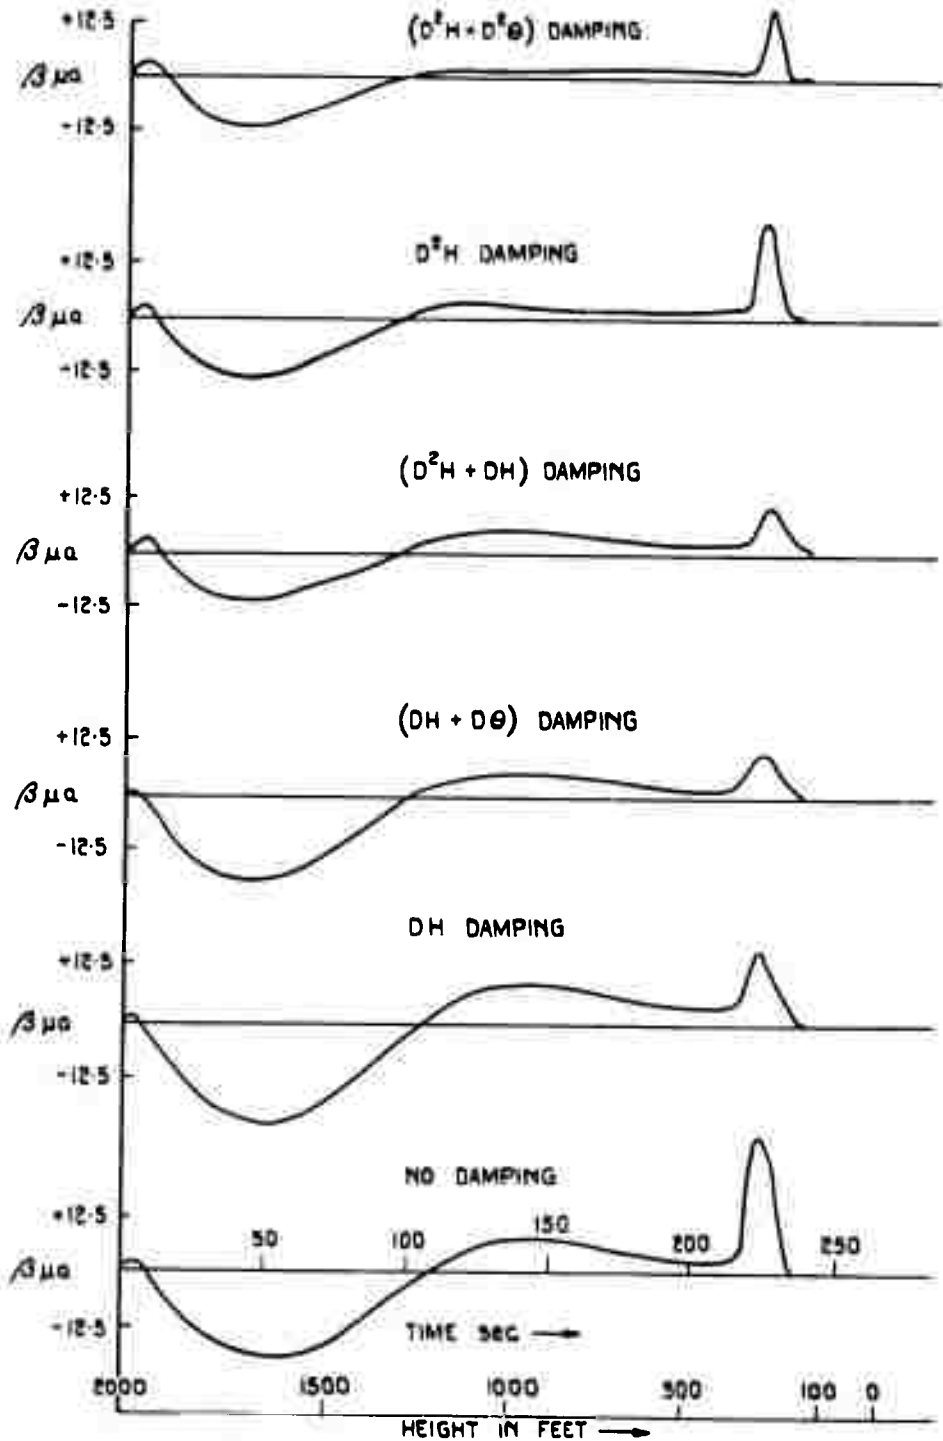 +12.5
(D²H + D²θ) DAMPING.
βμa
-12.5
+12.5
D²H DAMPING
βμa
-12.5
(D²H + DH) DAMPING
+12.5
βμa
-12.5
(DH + Dθ) DAMPING
+12.5
βμa
-12.5
DH DAMPING
+12.5
βμa
-12.5
NO DAMPING
+12.5
50 100 150 200 250
βμa
-12.5
TIME sec →
2000 1500 1000 500 100 0
HEIGHT IN FEET →